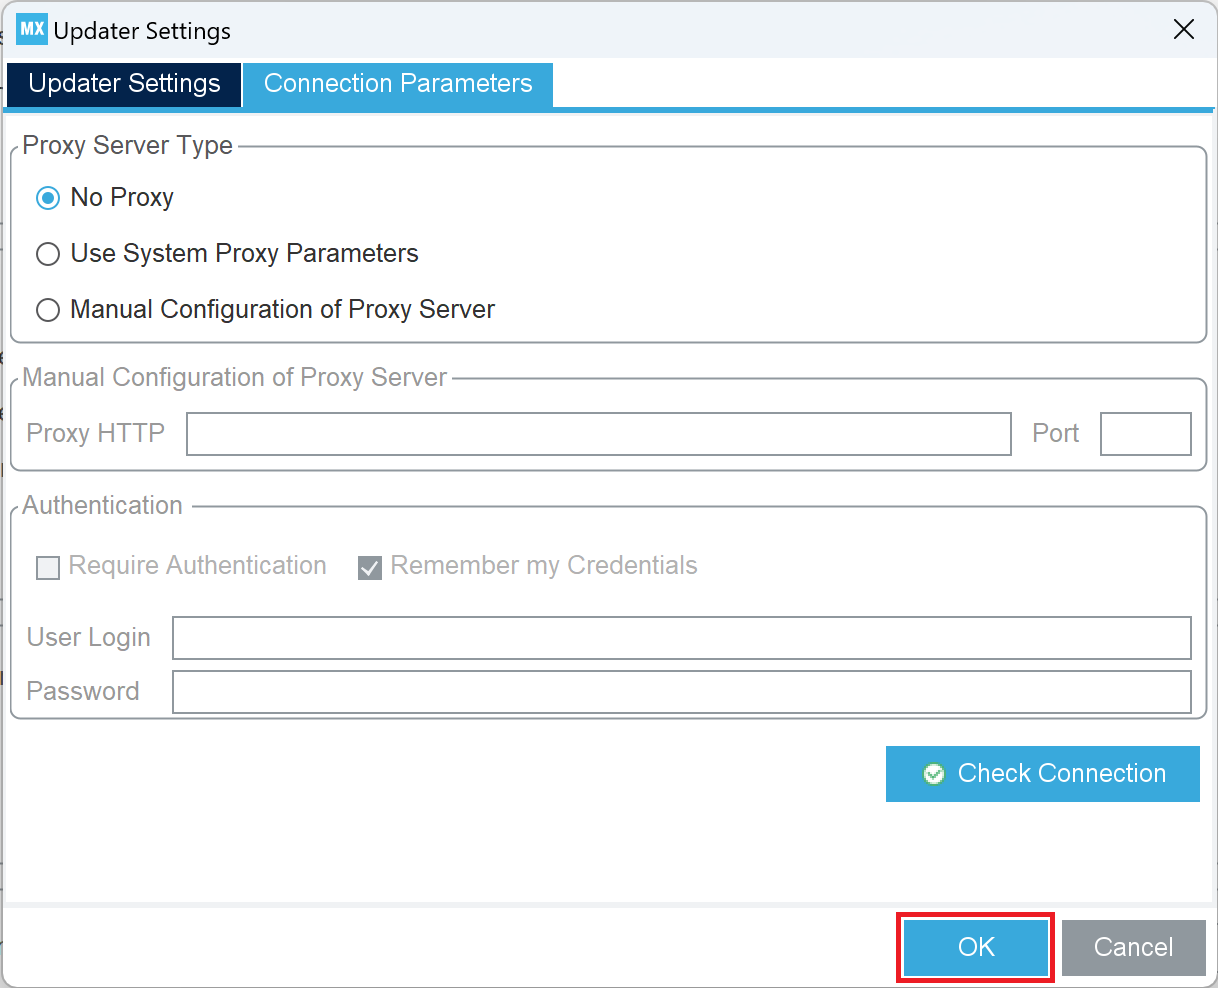 MX Updater Settings
Updater Settings Connection Parameters
Proxy Server Type
No Proxy
Use System Proxy Parameters
Manual Configuration of Proxy Server
Manual Configuration of Proxy Server
Proxy HTTP Port
Authentication
Require Authentication Remember my Credentials
User Login
Password
Check Connection
OK Cancel